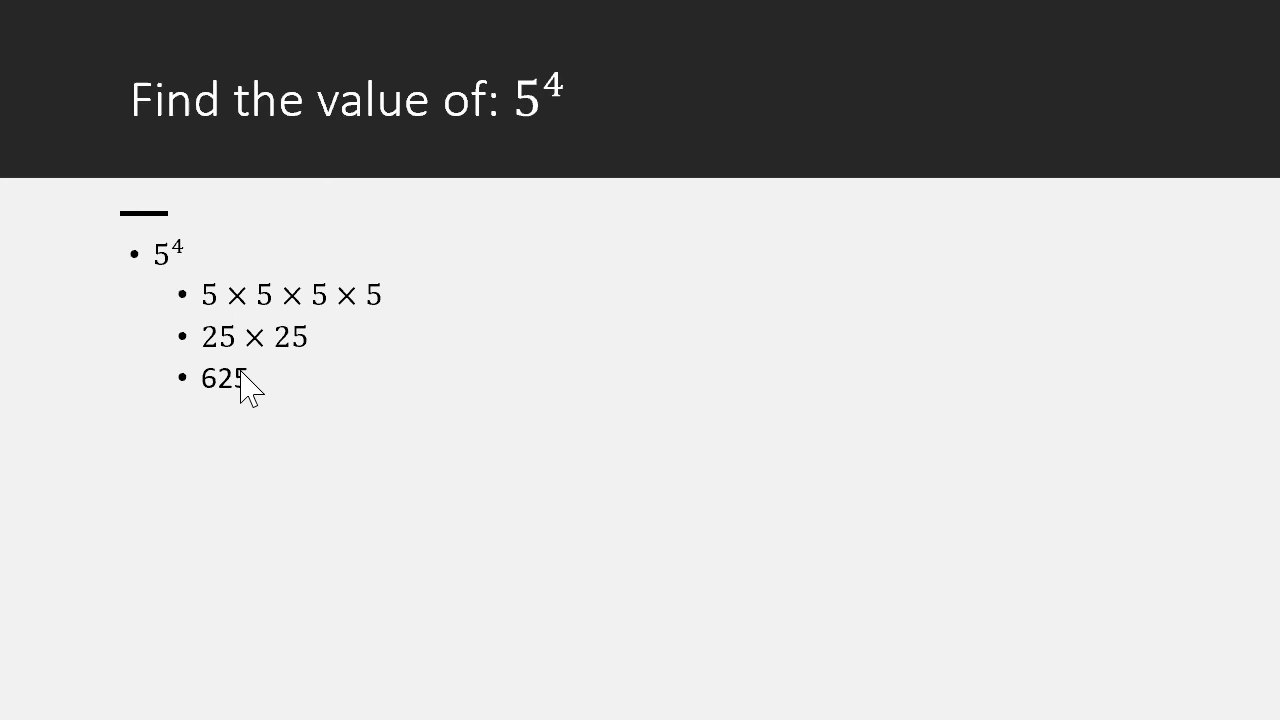 Find the value of: 5⁴
• 5⁴
• 5 × 5 × 5 × 5
• 25 × 25
• 625